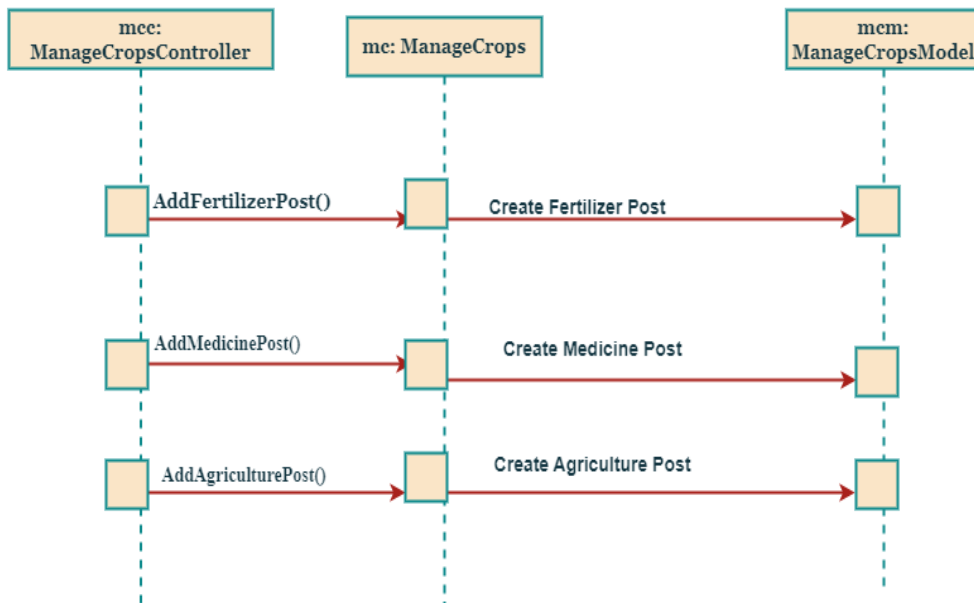 mcc:
ManageCropsController
mc: ManageCrops
mcm:
ManageCropsModel
AddFertilizerPost()
Create Fertilizer Post
AddMedicinePost()
Create Medicine Post
AddAgriculturePost()
Create Agriculture Post